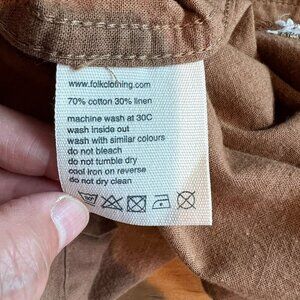 www.folkclothing.com
70% cotton 30% linen
machine wash at 30C
wash inside out
wash with similar colours
do not bleach
do not tumble dry
cool iron on reverse
do not dry clean
30°